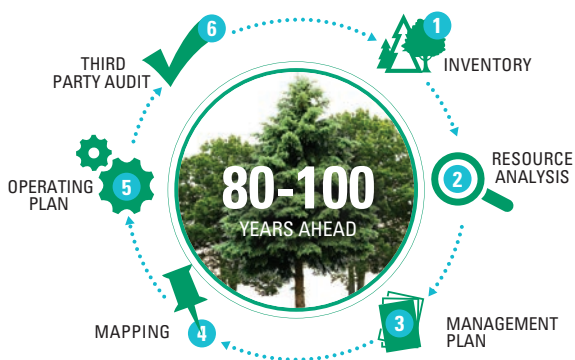 1
INVENTORY
2
RESOURCE
ANALYSIS
3
MANAGEMENT
PLAN
4
MAPPING
5
OPERATING
PLAN
6
THIRD
PARTY AUDIT
80-100
YEARS AHEAD